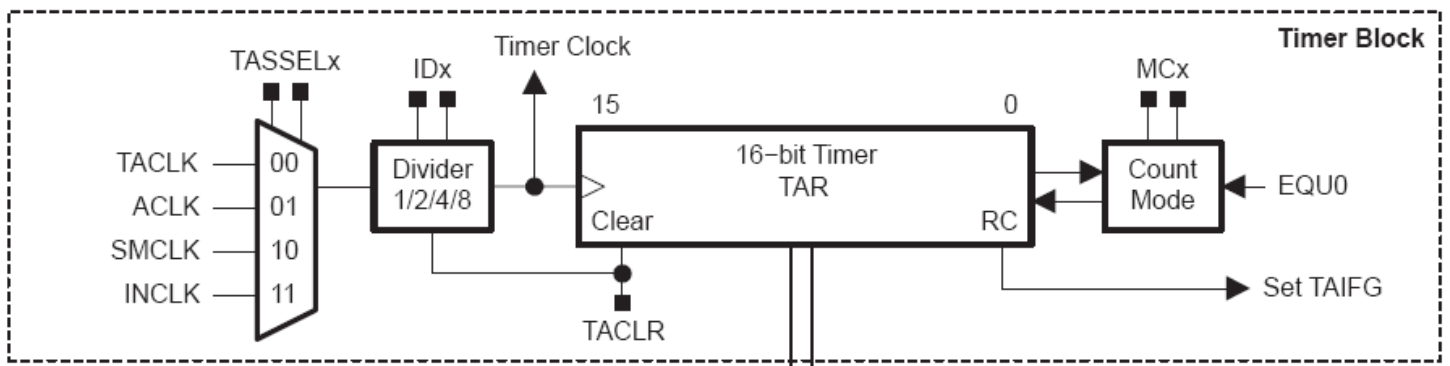 Timer Block
Timer Clock
TASSELx
IDx
MCx
15
0
TACLK
00
Divider
1/2/4/8
16−bit Timer
TAR
Count
Mode
EQU0
ACLK
01
Clear
RC
SMCLK
10
INCLK
11
Set TAIFG
TACLR